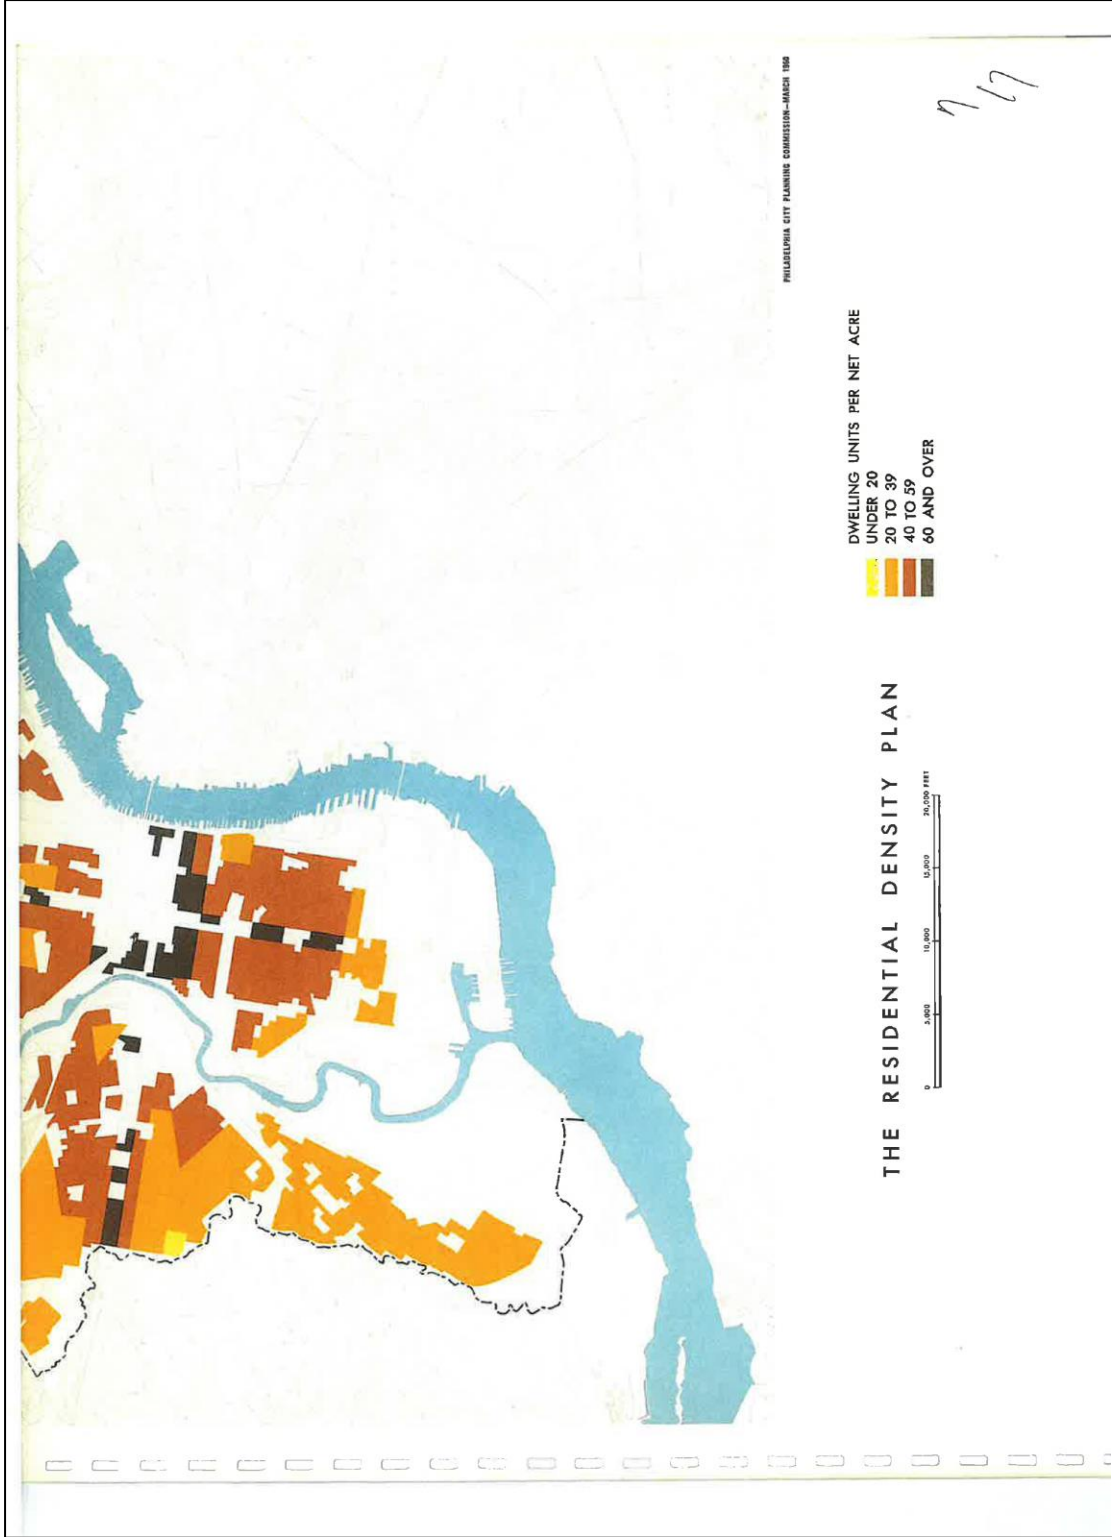 PHILADELPHIA CITY PLANNING COMMISSION—MARCH 1960
DWELLING UNITS PER NET ACRE
UNDER 20
20 TO 39
40 TO 59
60 AND OVER
THE RESIDENTIAL DENSITY PLAN
0 5,000 10,000 15,000 20,000 FEET